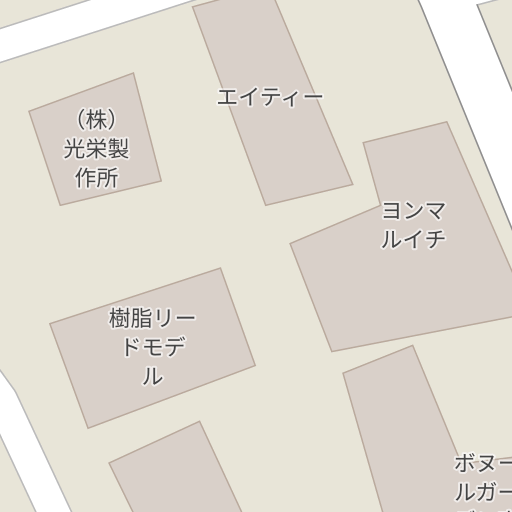 エイティー
（株）
光栄製
作所
ヨンマ
ルイチ
樹脂リー
ドモデ
ル
ボヌー
ルガー